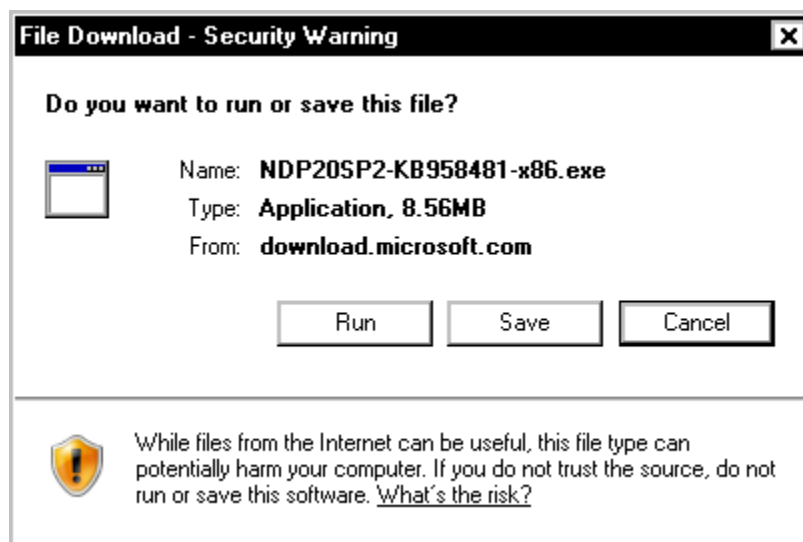 File Download - Security Warning
Do you want to run or save this file?
Name: NDP20SP2-KB958481-x86.exe
Type: Application, 8.56MB
From: download.microsoft.com
Run Save Cancel
While files from the Internet can be useful, this file type can
potentially harm your computer. If you do not trust the source, do not
run or save this software. What's the risk?